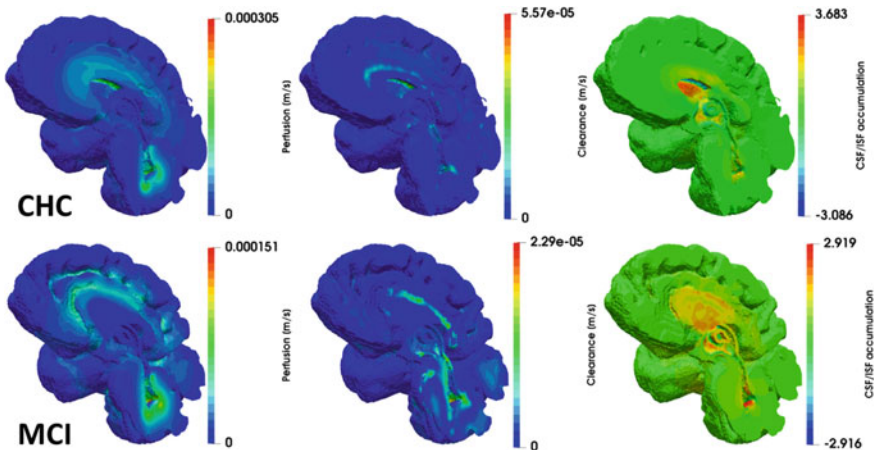 0.000305
Perfusion (m/s)
0
5.57e-05
Clearance (m/s)
0
3.683
CSF/ISF accumulation
-3.086
CHC
0.000151
Perfusion (m/s)
0
2.29e-05
Clearance (m/s)
0
2.919
CSF/ISF accumulation
-2.916
MCI